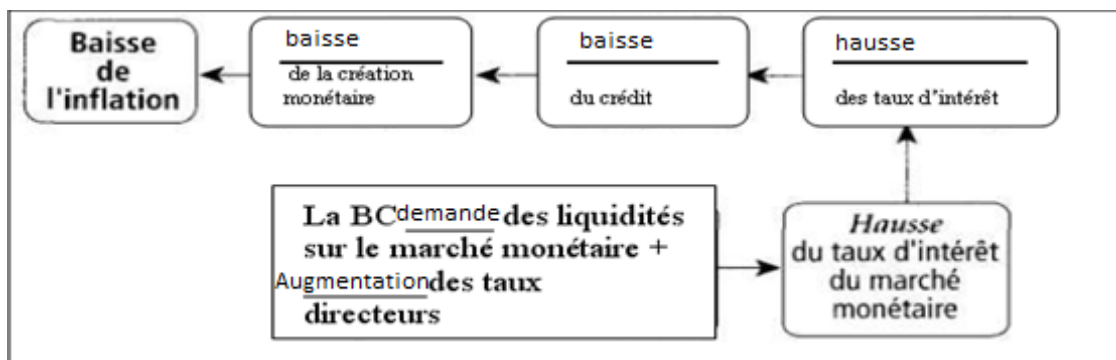 Baisse
de
l'inflation
baisse
de la création
monétaire
baisse
du crédit
hausse
des taux d'intérêt
La BC demande des liquidités
sur le marché monétaire +
Augmentation des taux
directeurs
Hausse
du taux d'intérêt
du marché
monétaire